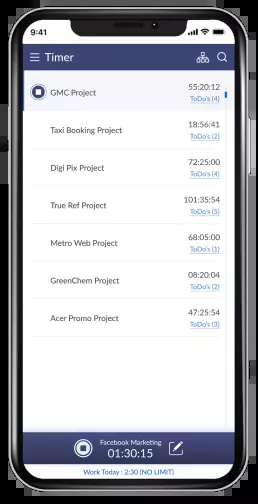 9:41
Timer
GMC Project
55:20:12
ToDo's (4)
Taxi Booking Project
18:56:41
ToDo's (2)
Digi Pix Project
72:25:00
ToDo's (4)
True Ref Project
101:35:54
ToDo's (5)
Metro Web Project
68:05:00
ToDo's (1)
GreenChem Project
08:20:04
ToDo's (2)
Acer Promo Project
47:25:54
ToDo's (3)
Facebook Marketing
01:30:15
Work Today : 2:30 (NO LIMIT)